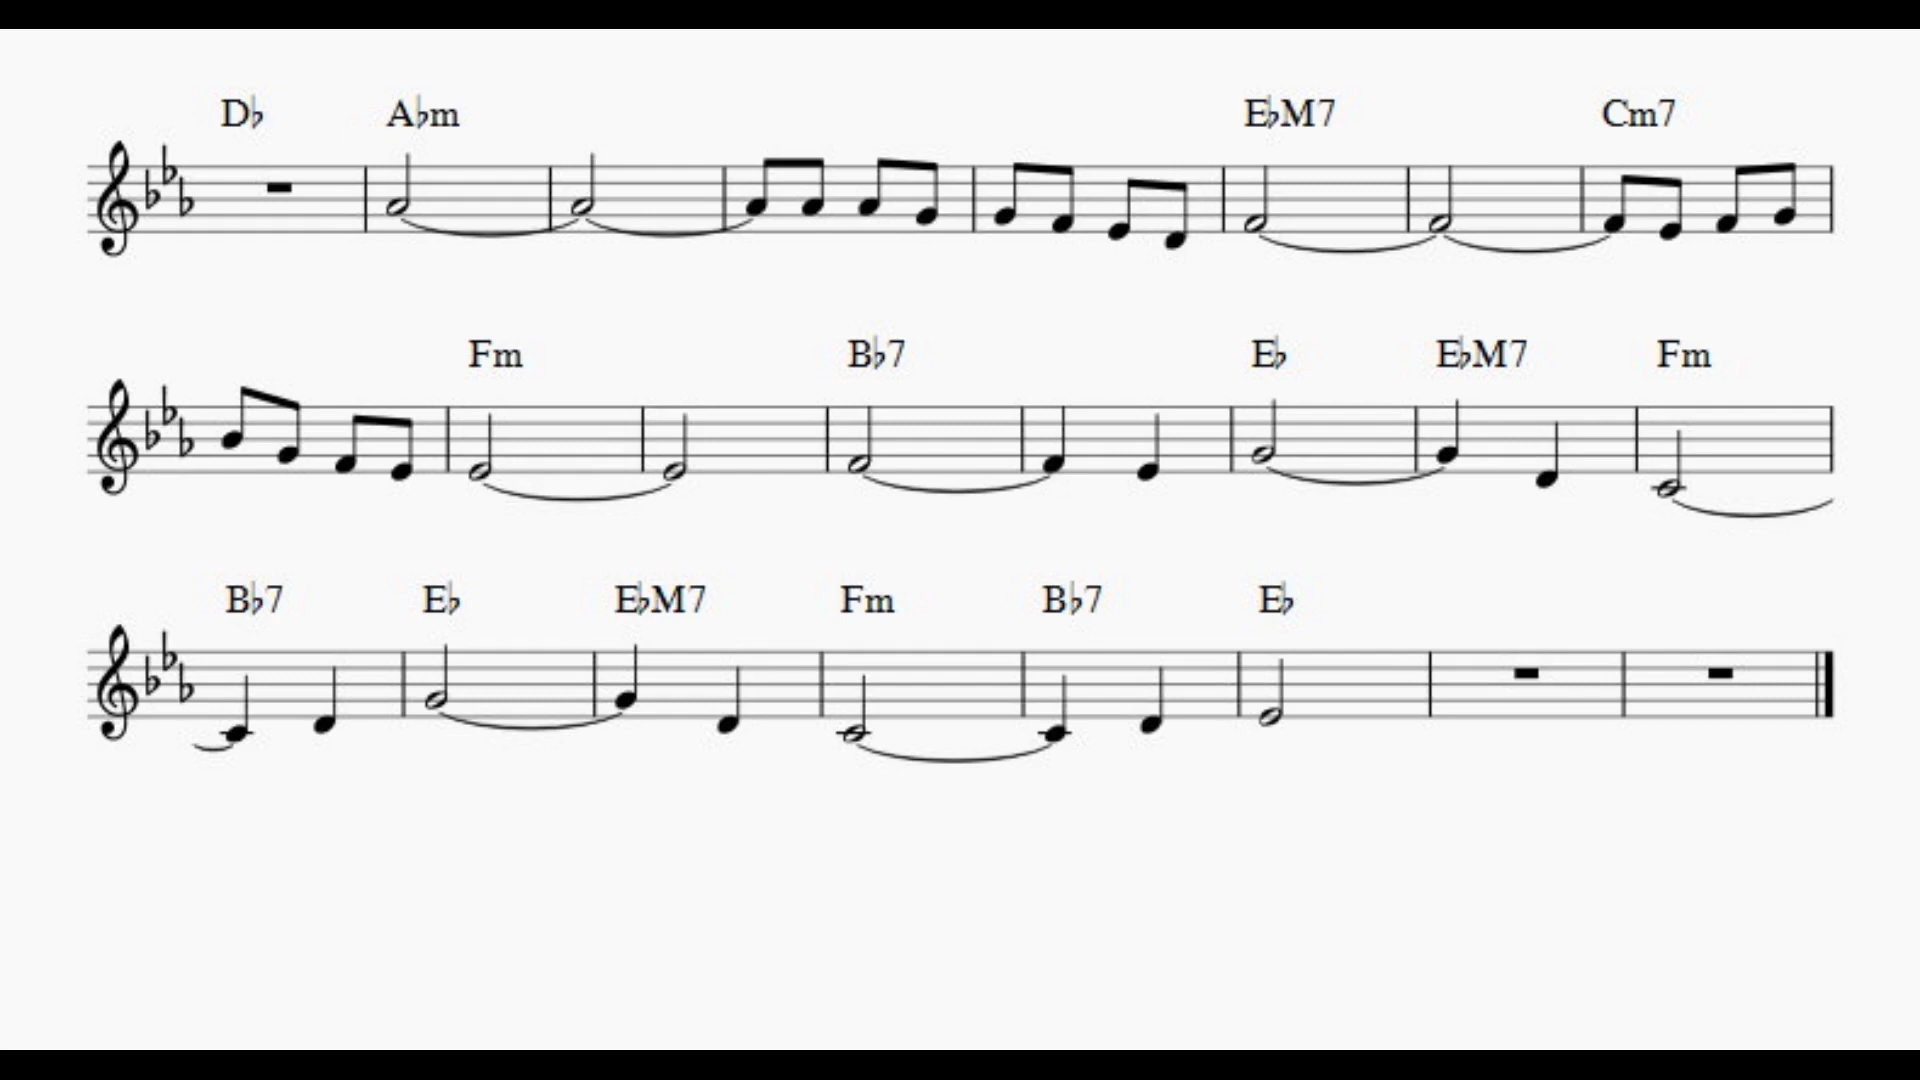 D♭ A♭m E♭M7 Cm7
Fm B♭7 E♭ E♭M7 Fm
B♭7 E♭ E♭M7 Fm B♭7 E♭